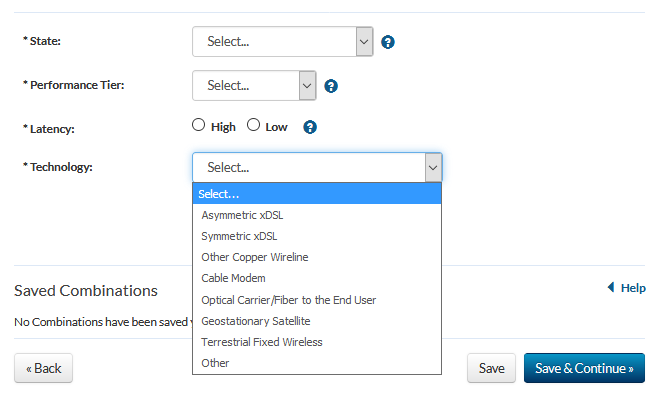 * State: Select... ?
* Performance Tier: Select... ?
* Latency: High Low ?
* Technology: Select...
Select...
Asymmetric xDSL
Symmetric xDSL
Other Copper Wireline
Cable Modem
Optical Carrier/Fiber to the End User
Geostationary Satellite
Terrestrial Fixed Wireless
Other
Saved Combinations
Help
No Combinations have been saved
« Back
Save
Save & Continue »